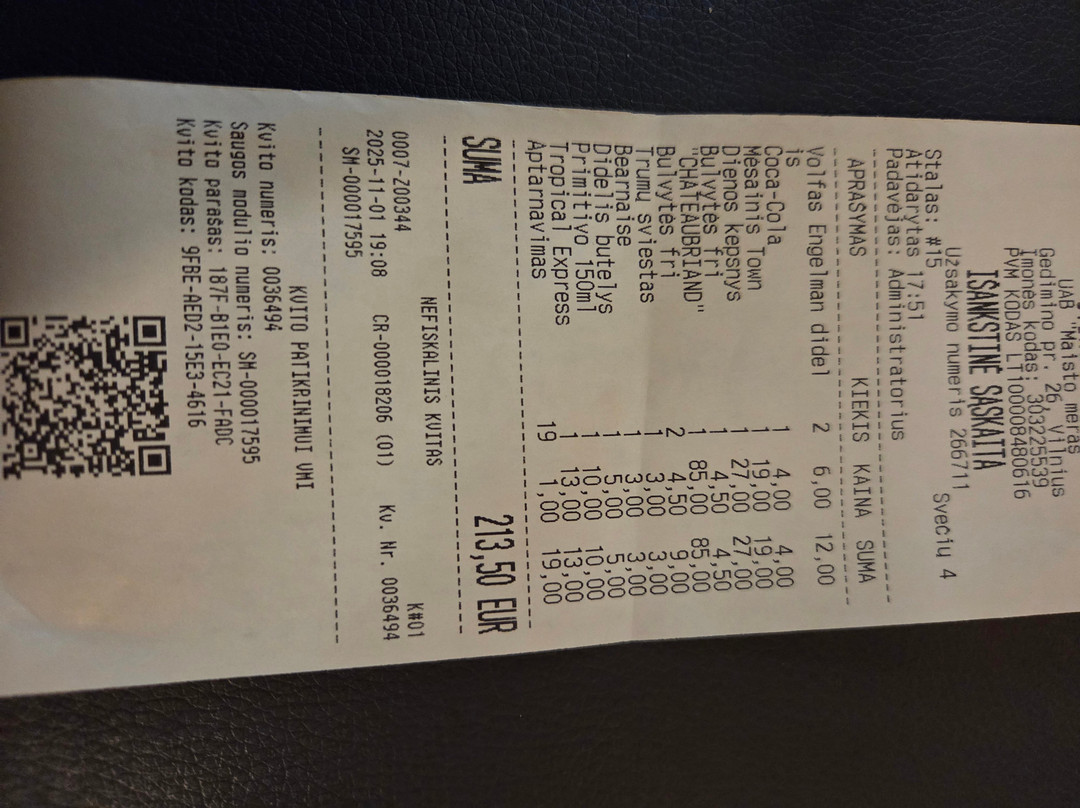 UAB "Maisto meras
Gedimino pr. 26, Vilnius
Įmonės kodas: 303225539
PVM KODAS LT100008480616
IŠANKSTINĖ SĄSKAITA
Užsakymo numeris 266711
Stalas: #15 Svečių 4
Atidarytas 17:51
Padavėjas: Administratorius
APRAŠYMAS KIEKIS KAINA SUMA
Volfas Engelman didel 2 6,00 12,00
is
Coca-Cola 1 4,00 4,00
Mėsainis Town 1 19,00 19,00
Dienos kepsnys 1 27,00 27,00
Bulvytės fri 1 4,50 4,50
"CHATEAUBRIAND" 1 85,00 85,00
Bulvytės fri 2 4,50 9,00
Trumų sviestas 1 3,00 3,00
Bearnaise 1 3,00 3,00
Didelis butelys 1 5,00 5,00
Primitivo 150ml 1 10,00 10,00
Tropical Express 1 13,00 13,00
Aptarnavimas 19 1,00 19,00
SUMA 213,50 EUR
NEFISKALINIS KVITAS
0007-Z00344 K#01
2025-11-01 19:08 CR-000018206 (01) Kv. Nr. 0036494
SM-000017595
KVITO PATIKRINIMUI VMI
Kvito numeris: 0036494
Saugos modulio numeris: SM-000017595
Kvito parašas: 187F-B1E0-EC21-FADC
Kvito kodas: 9FBE-AED2-15E3-4616